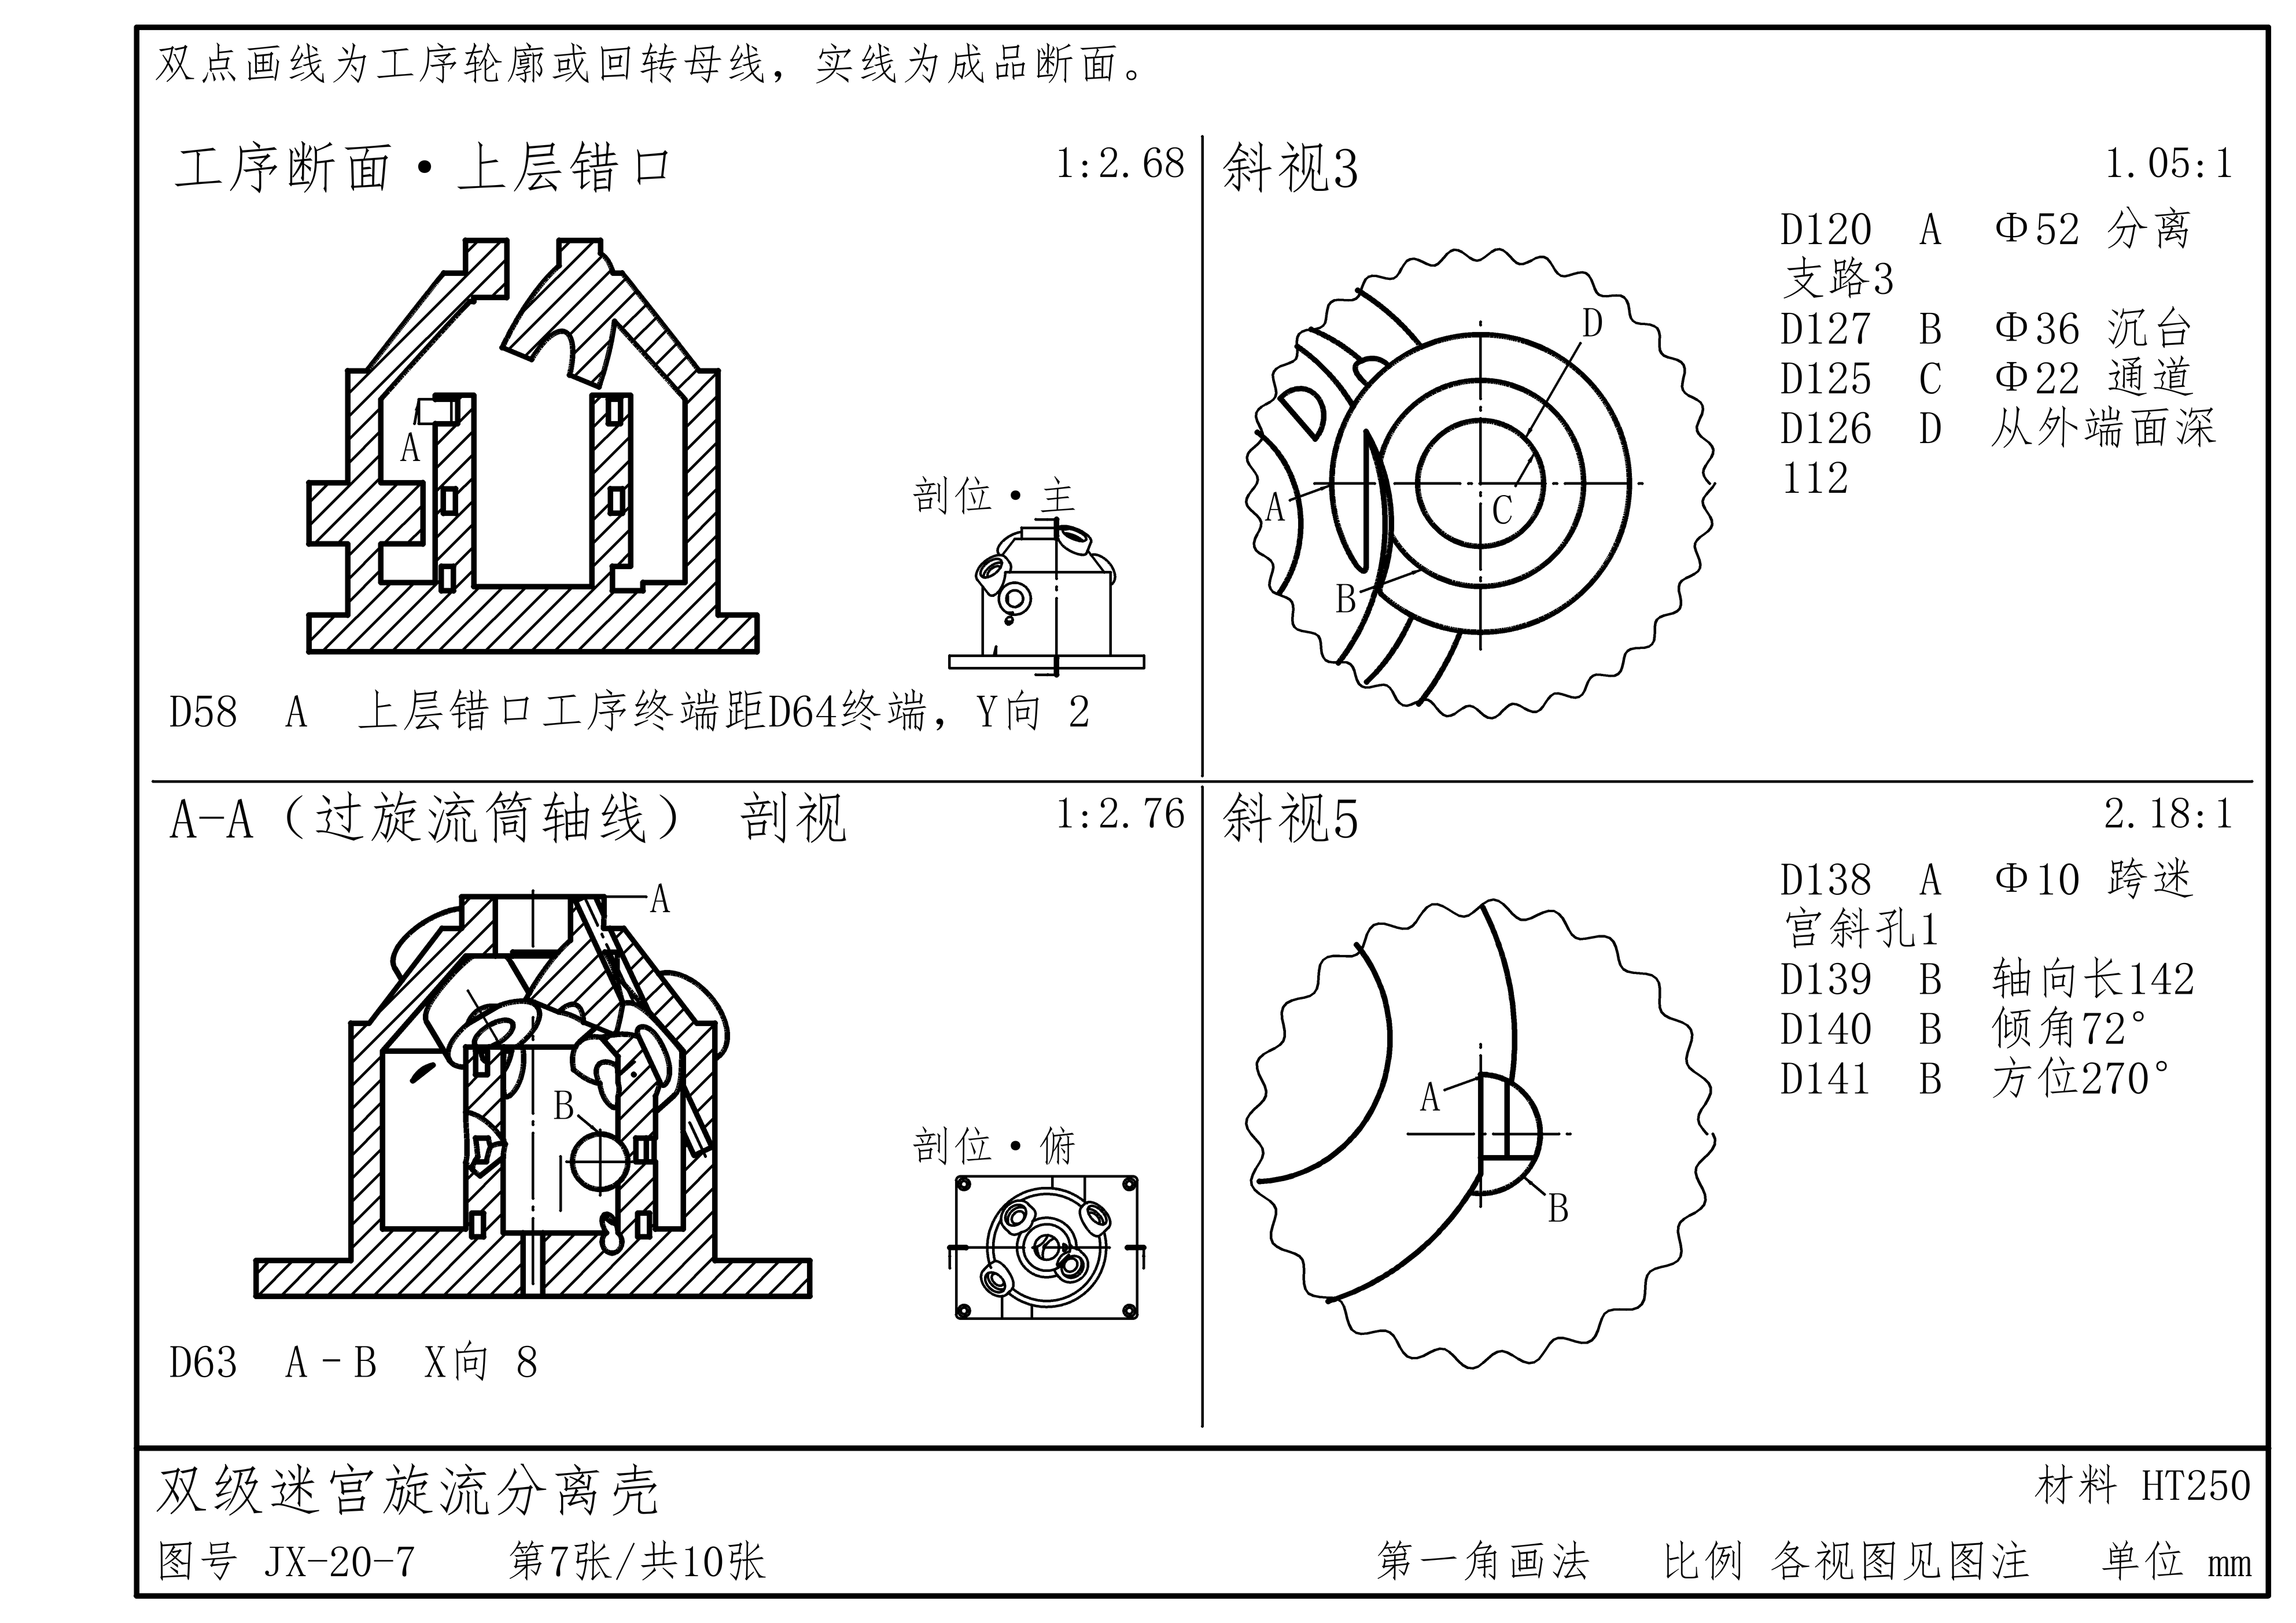 双点画线为工序轮廓或回转母线，实线为成品断面。
工序断面·上层错口 1:2.68
A
剖位·主
D58 A 上层错口工序终端距D64终端，Y向 2
斜视3 1.05:1
D120 A Φ52 分离
支路3
D127 B Φ36 沉台
D125 C Φ22 通道
D126 D 从外端面深
112
D
A
C
B
A-A（过旋流筒轴线） 剖视 1:2.76
A
B
剖位·俯
D63 A-B X向 8
斜视5 2.18:1
D138 A Φ10 跨迷
宫斜孔1
D139 B 轴向长142
D140 B 倾角72°
D141 B 方位270°
A
B
双级迷宫旋流分离壳 材料 HT250
图号 JX-20-7 第7张/共10张 第一角画法 比例 各视图见图注 单位 mm